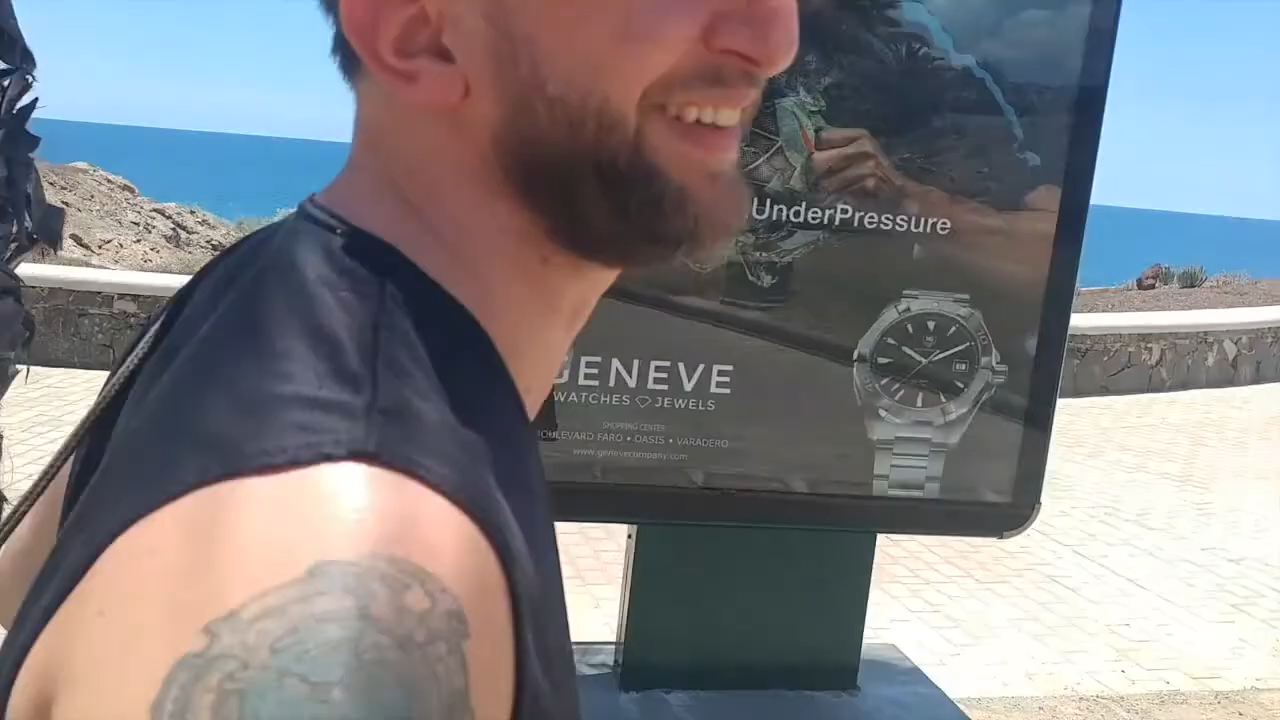 UnderPressure
GENEVE
WATCHES JEWELS
SHOPPING CENTER
BOULEVARD FARO • OASIS • VARADERO
www.genevecompany.com